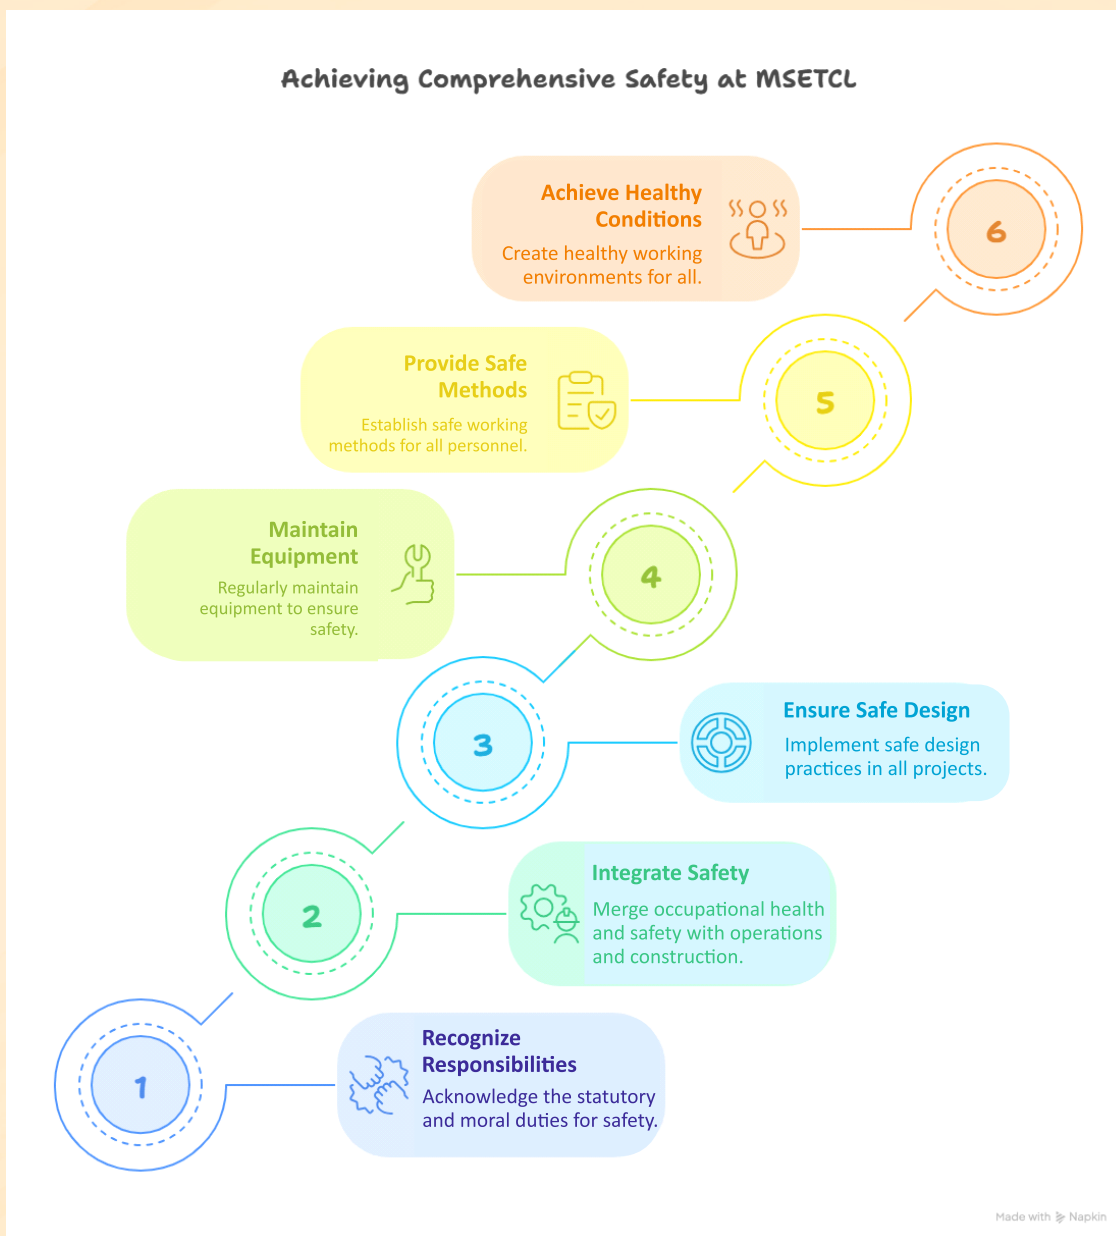 Achieving Comprehensive Safety at MSETCL
Achieve Healthy
Conditions
Create healthy working
environments for all.
6
Provide Safe
Methods
Establish safe working
methods for all personnel.
5
Maintain
Equipment
Regularly maintain
equipment to ensure
safety.
4
3
Ensure Safe Design
Implement safe design
practices in all projects.
2
Integrate Safety
Merge occupational health
and safety with operations
and construction.
1
Recognize
Responsibilities
Acknowledge the statutory
and moral duties for safety.
Made with Napkin